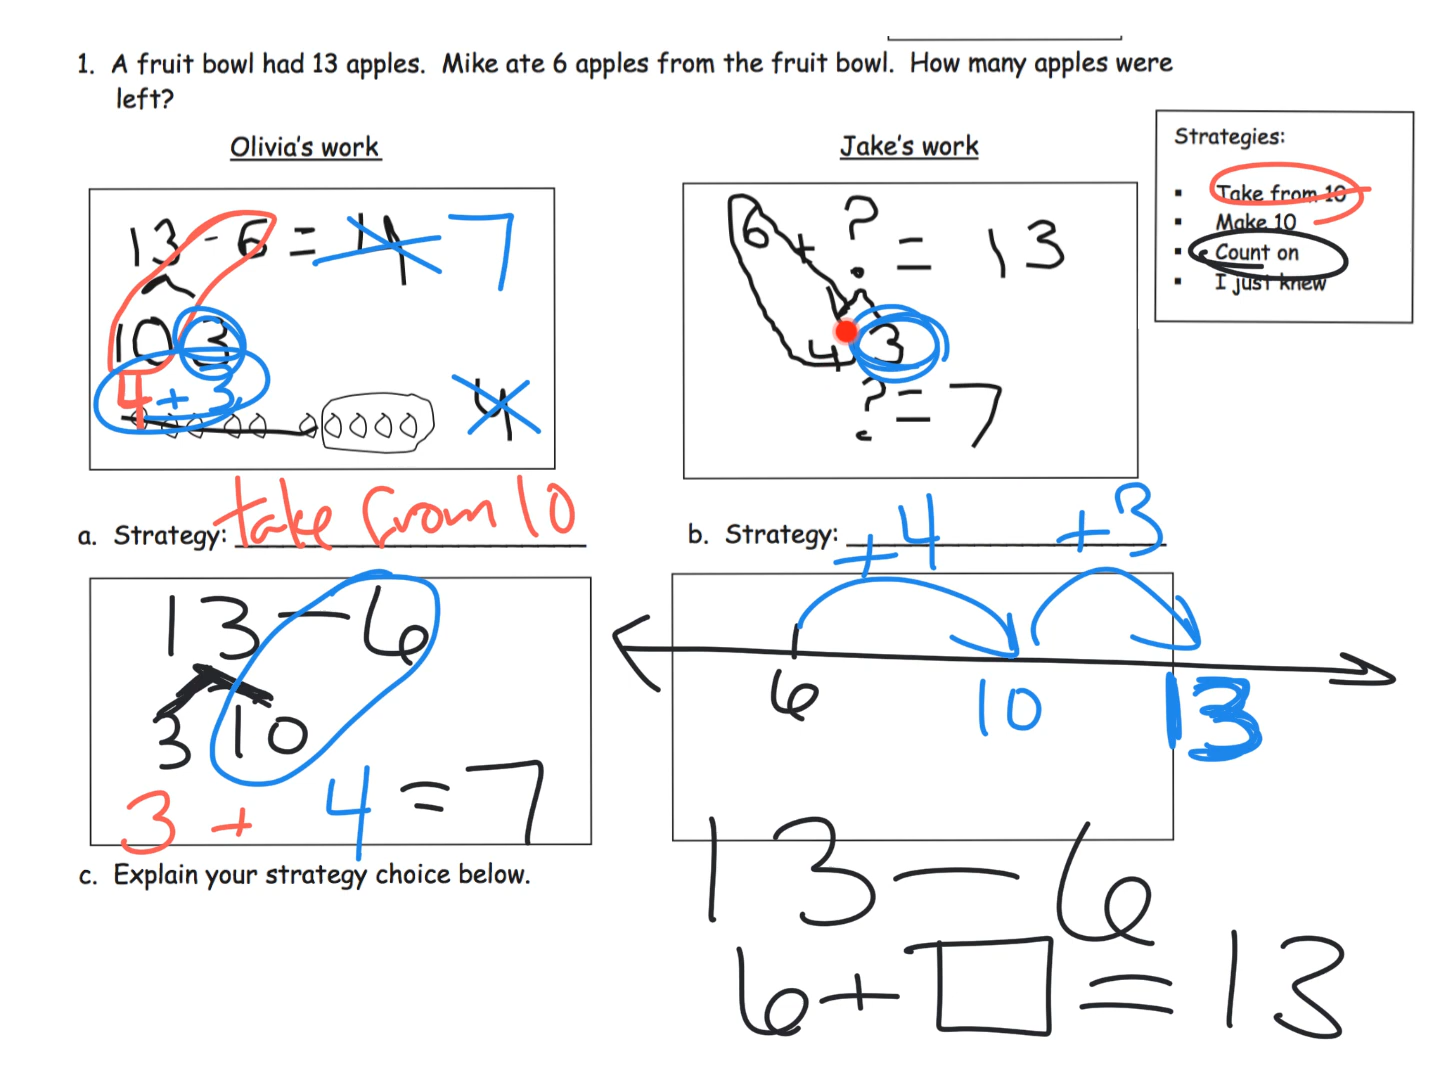 1. A fruit bowl had 13 apples. Mike ate 6 apples from the fruit bowl. How many apples were
left?
Olivia's work
13 - 6 = 4 7
10 3
4 + 3
4
Jake's work
6 + ? = 13
4 3
? = 7
Strategies:
▪ Take from 10
▪ Make 10
▪ Count on
▪ I just knew
a. Strategy: take from 10
13 - 6
3 10
3 + 4 = 7
b. Strategy:
+4 +3
6 10 13
c. Explain your strategy choice below.
13 - 6
6 + □ = 13